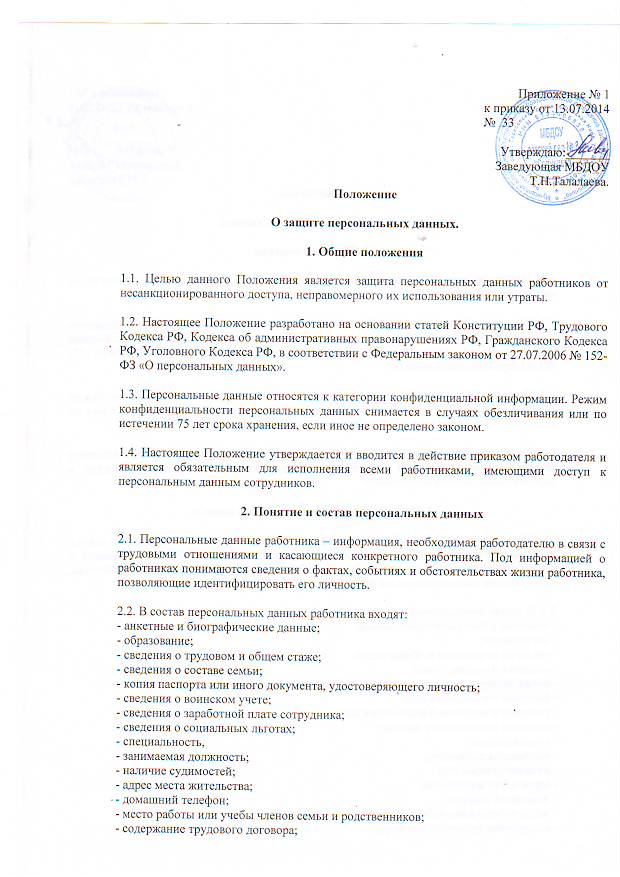 Приложение № 1
к приказу от 13.07.2014
№ 33
МБДОУ
Утверждаю:
Заведующая МБДОУ
Т.Н.Талалаева.
Положение
О защите персональных данных.
1. Общие положения
1.1. Целью данного Положения является защита персональных данных работников от
несанкционированного доступа, неправомерного их использования или утраты.
1.2. Настоящее Положение разработано на основании статей Конституции РФ, Трудового
Кодекса РФ, Кодекса об административных правонарушениях РФ, Гражданского Кодекса
РФ, Уголовного Кодекса РФ, в соответствии с Федеральным законом от 27.07.2006 № 152-
ФЗ «О персональных данных».
1.3. Персональные данные относятся к категории конфиденциальной информации. Режим
конфиденциальности персональных данных снимается в случаях обезличивания или по
истечении 75 лет срока хранения, если иное не определено законом.
1.4. Настоящее Положение утверждается и вводится в действие приказом работодателя и
является обязательным для исполнения всеми работниками, имеющими доступ к
персональным данным сотрудников.
2. Понятие и состав персональных данных
2.1. Персональные данные работника – информация, необходимая работодателю в связи с
трудовыми отношениями и касающиеся конкретного работника. Под информацией о
работниках понимаются сведения о фактах, событиях и обстоятельствах жизни работника,
позволяющие идентифицировать его личность.
2.2. В состав персональных данных работника входят:
- анкетные и биографические данные;
- образование;
- сведения о трудовом и общем стаже;
- сведения о составе семьи;
- копия паспорта или иного документа, удостоверяющего личность;
- сведения о воинском учете;
- сведения о заработной плате сотрудника;
- сведения о социальных льготах;
- специальность,
- занимаемая должность;
- наличие судимостей;
- адрес места жительства;
- домашний телефон;
- место работы или учебы членов семьи и родственников;
- содержание трудового договора;